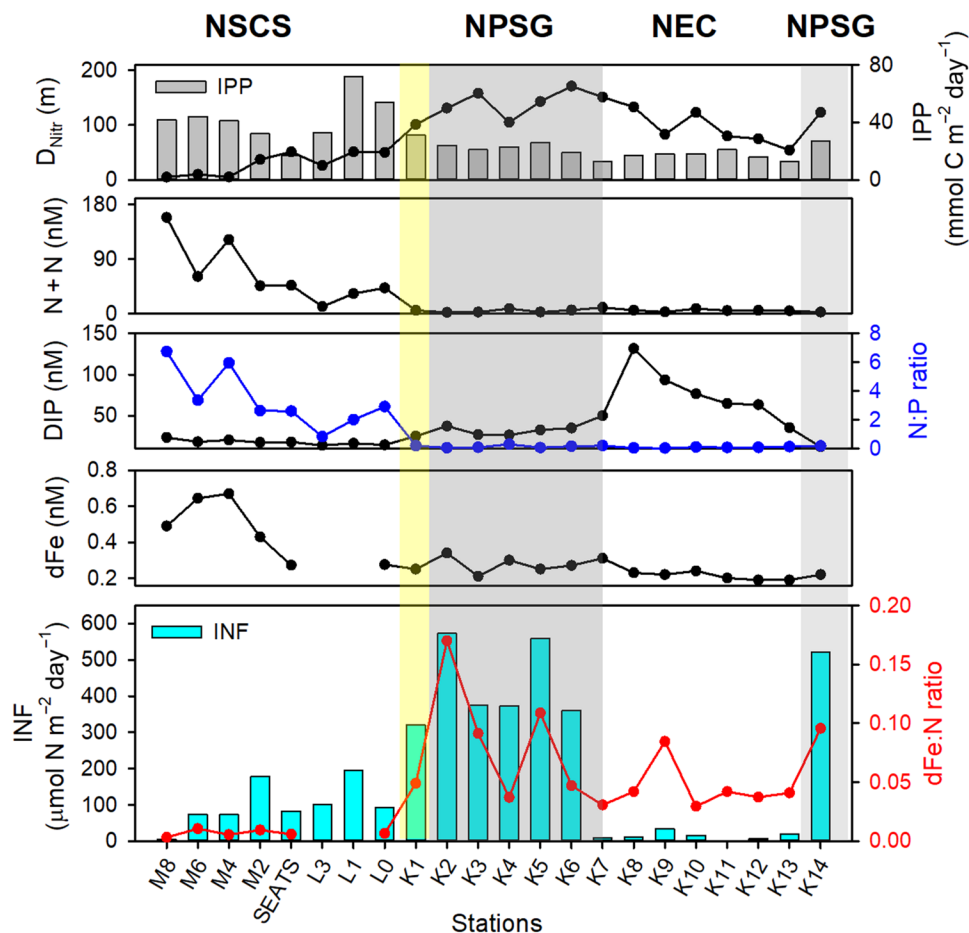 NSCS NPSG NEC NPSG
IPP
D_Nitr (m)
200
100
0
IPP
(mmol C m⁻² day⁻¹)
80
40
0
N + N (nM)
180
90
0
DIP (nM)
150
100
50
N:P ratio
8
6
4
2
0
dFe (nM)
0.8
0.6
0.4
0.2
INF
INF
(µmol N m⁻² day⁻¹)
600
500
400
300
200
100
0
dFe:N ratio
0.20
0.15
0.10
0.05
0.00
M8 M6 M4 M2 SEATS L3 L1 L0 K1 K2 K3 K4 K5 K6 K7 K8 K9 K10 K11 K12 K13 K14
Stations